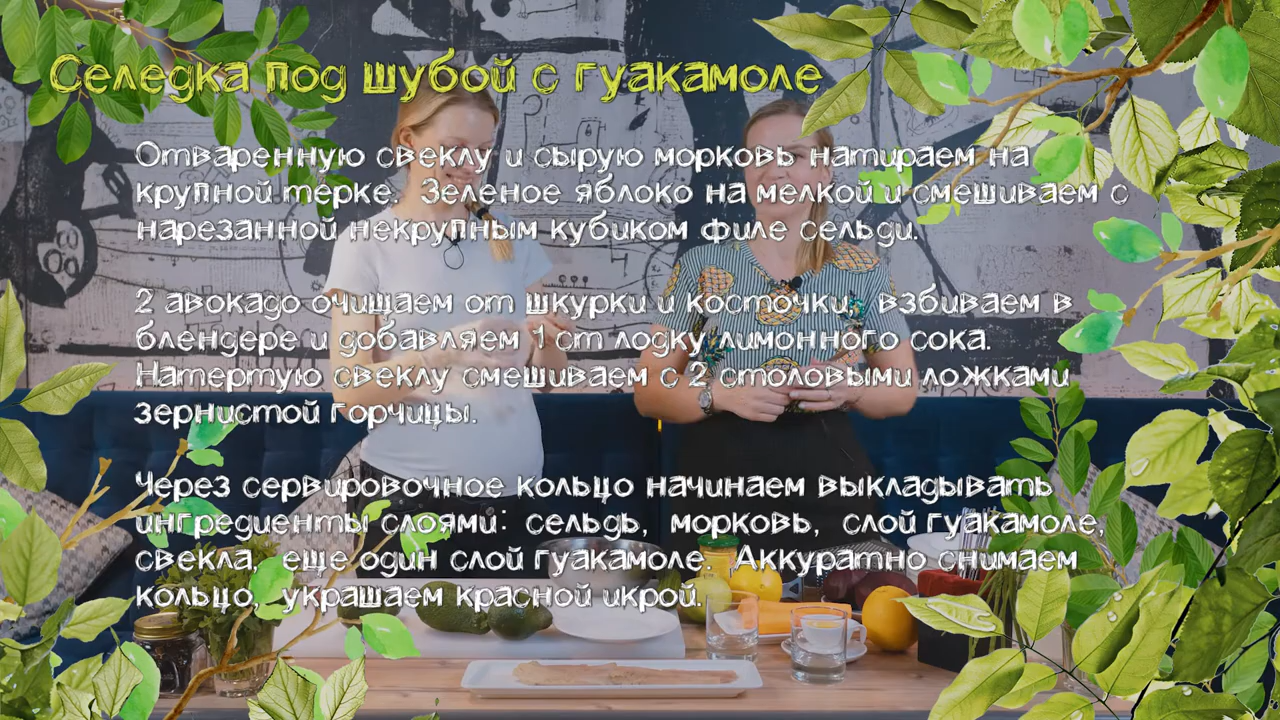 Селедка под шубой с гуакамоле
Отваренную свеклу и сырую морковь натираем на
крупной терке. Зеленое яблоко на мелкой и смешиваем с
нарезанной некрупным кубиком филе сельди.
2 авокадо очищаем от шкурки и косточки, взбиваем в
блендере и добавляем 1 ст лодку лимонного сока.
Натертую свеклу смешиваем с 2 столовыми ложками
зернистой горчицы.
Через сервировочное кольцо начинаем выкладывать
ингредиенты слоями: сельдь, морковь, слой гуакамоле,
свекла, еще один слой гуакамоле. Аккуратно снимаем
кольцо, украшаем красной икрой.